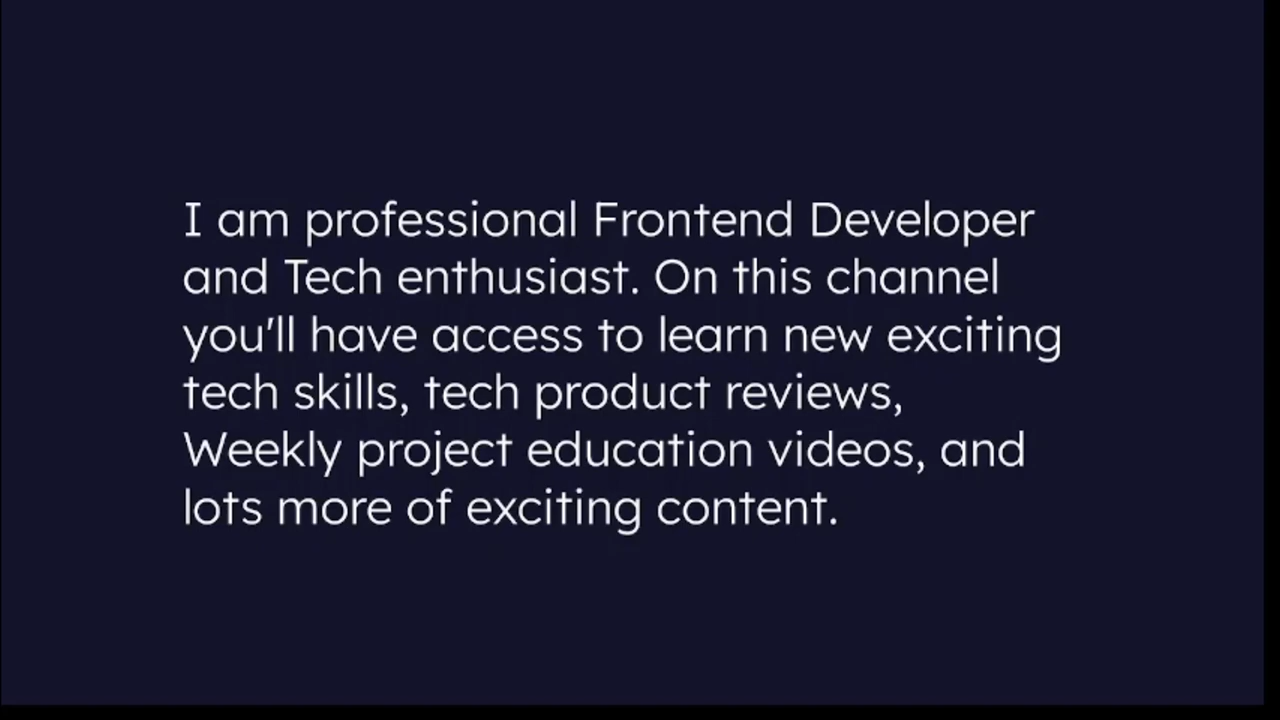 I am professional Frontend Developer
and Tech enthusiast. On this channel
you'll have access to learn new exciting
tech skills, tech product reviews,
Weekly project education videos, and
lots more of exciting content.